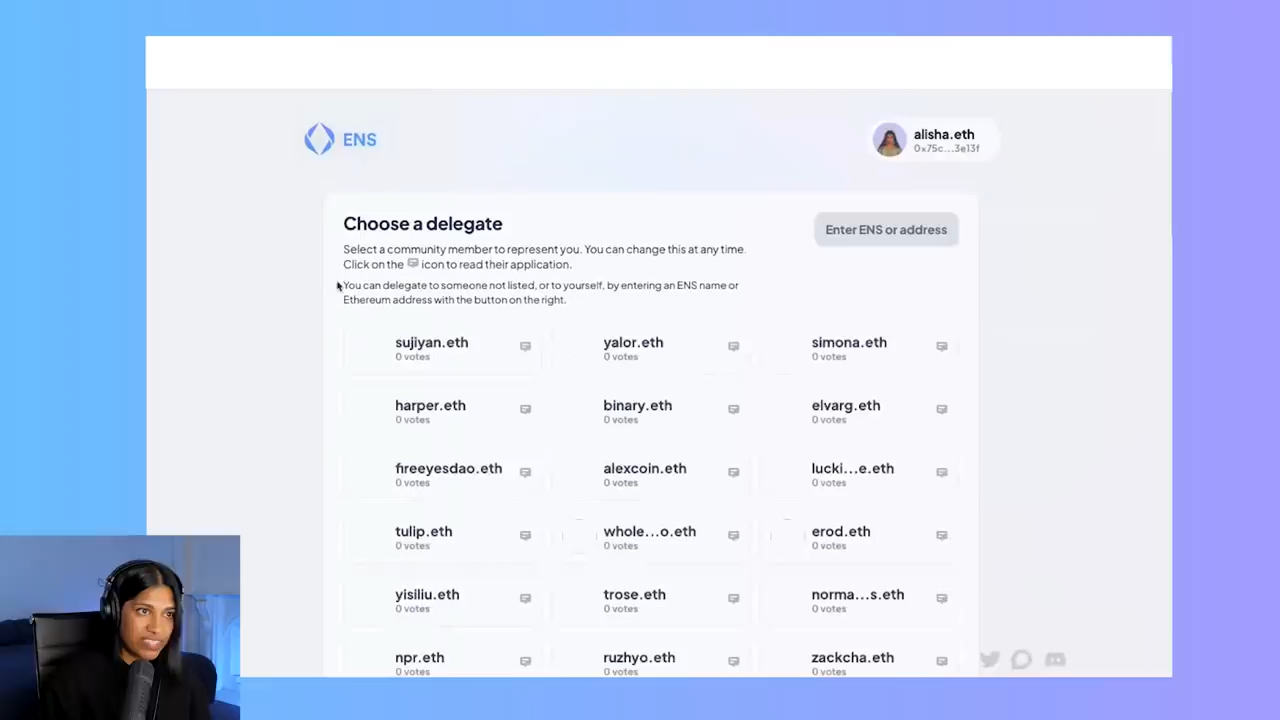 ENS
alisha.eth
0x75c...3e13f
Choose a delegate
Enter ENS or address
Select a community member to represent you. You can change this at any time.
Click on the icon to read their application.
You can delegate to someone not listed, or to yourself, by entering an ENS name or
Ethereum address with the button on the right.
sujiyan.eth
0 votes
yalor.eth
0 votes
simona.eth
0 votes
harper.eth
0 votes
binary.eth
0 votes
elvarg.eth
0 votes
fireeyesdao.eth
0 votes
alexcoin.eth
0 votes
lucki...e.eth
0 votes
tulip.eth
0 votes
whole...o.eth
0 votes
erod.eth
0 votes
yisiliu.eth
0 votes
trose.eth
0 votes
norma...s.eth
0 votes
npr.eth
0 votes
ruzhyo.eth
0 votes
zackcha.eth
0 votes